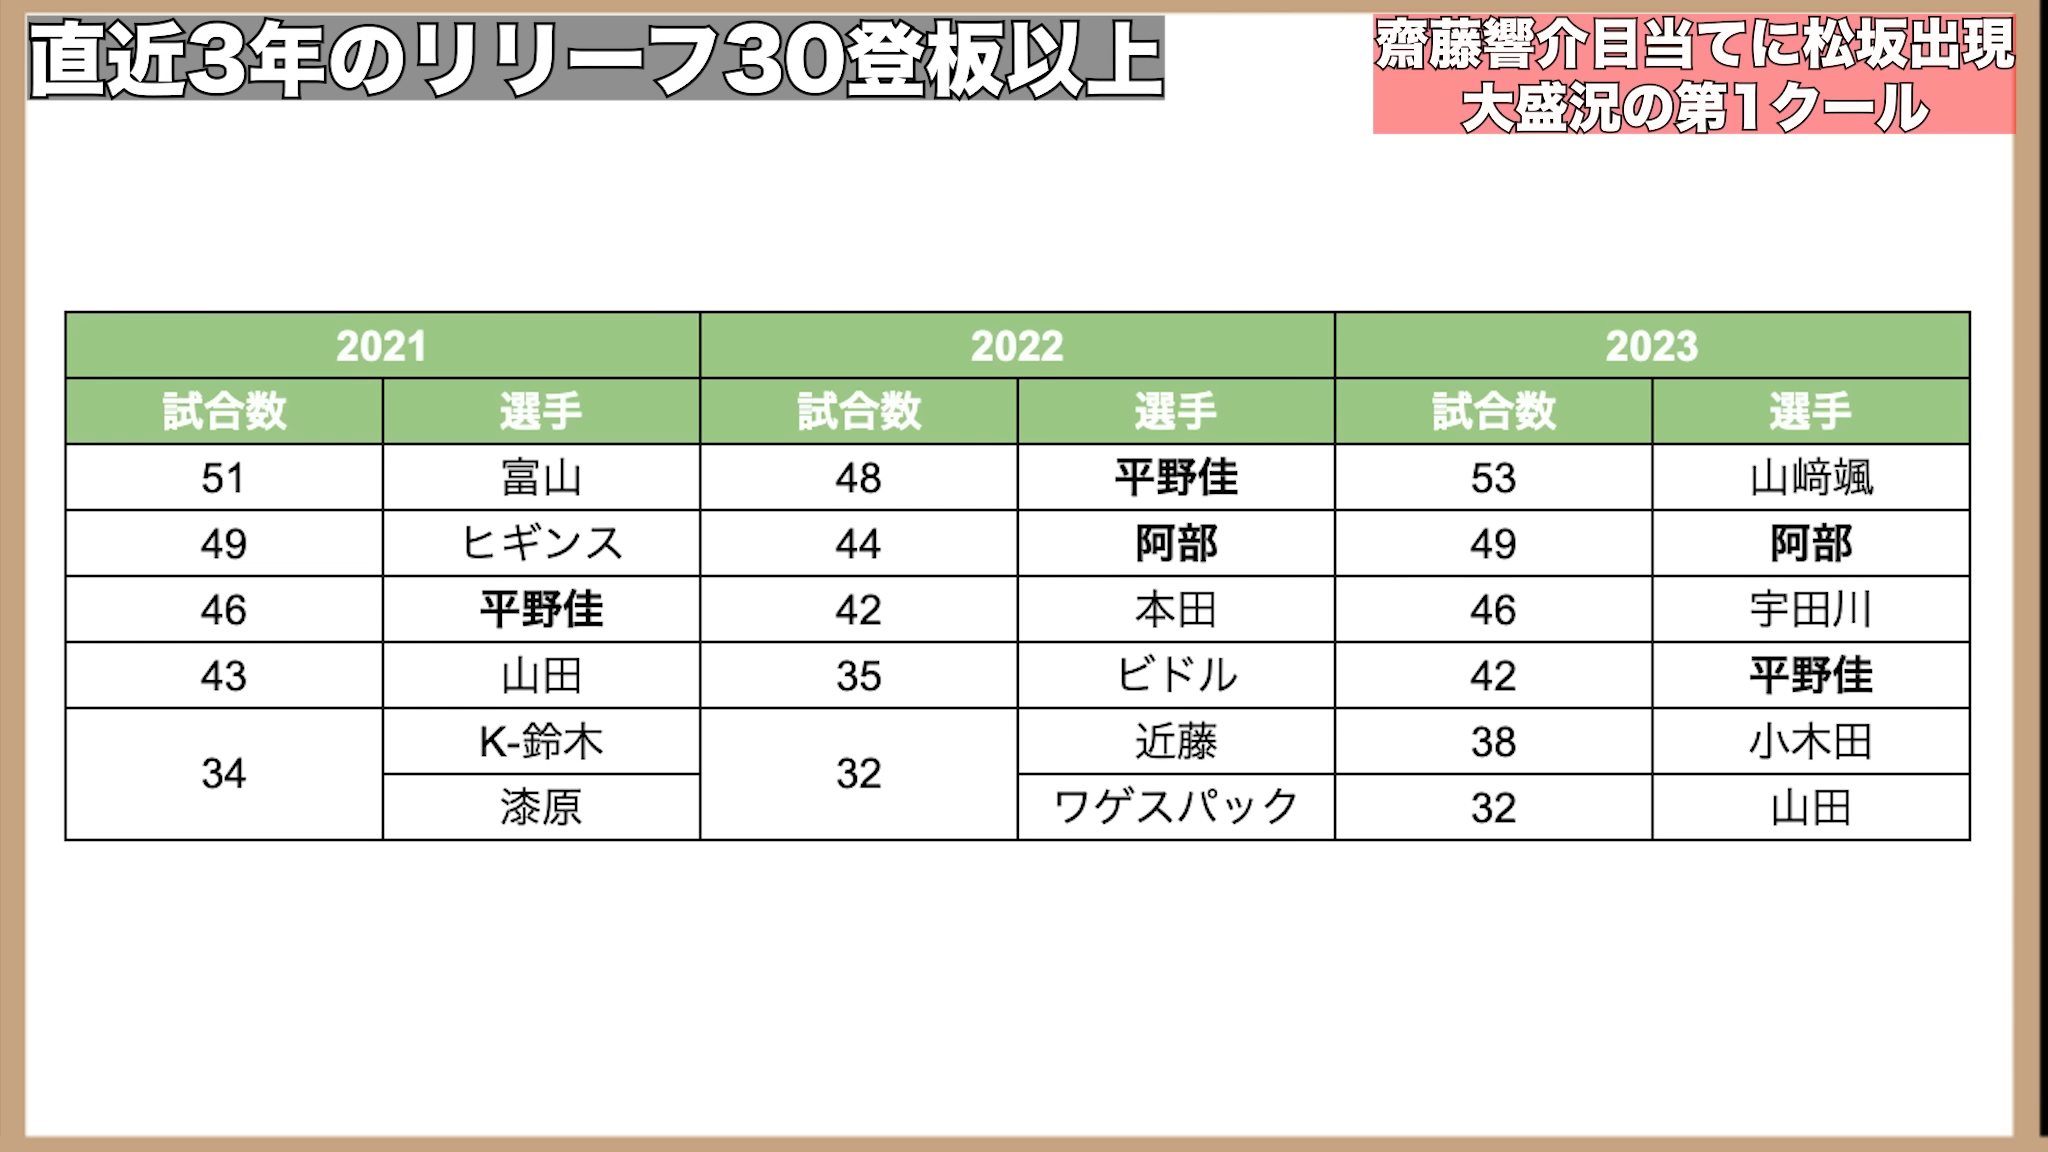 直近3年のリリーフ30登板以上
齋藤響介目当てに松坂出現
大盛況の第1クール
2021 2022 2023
試合数 選手 試合数 選手 試合数 選手
51 富山 48 平野佳 53 山﨑颯
49 ヒギンス 44 阿部 49 阿部
46 平野佳 42 本田 46 宇田川
43 山田 35 ビドル 42 平野佳
34 K-鈴木 32 近藤 38 小木田
漆原 ワゲスパック 32 山田